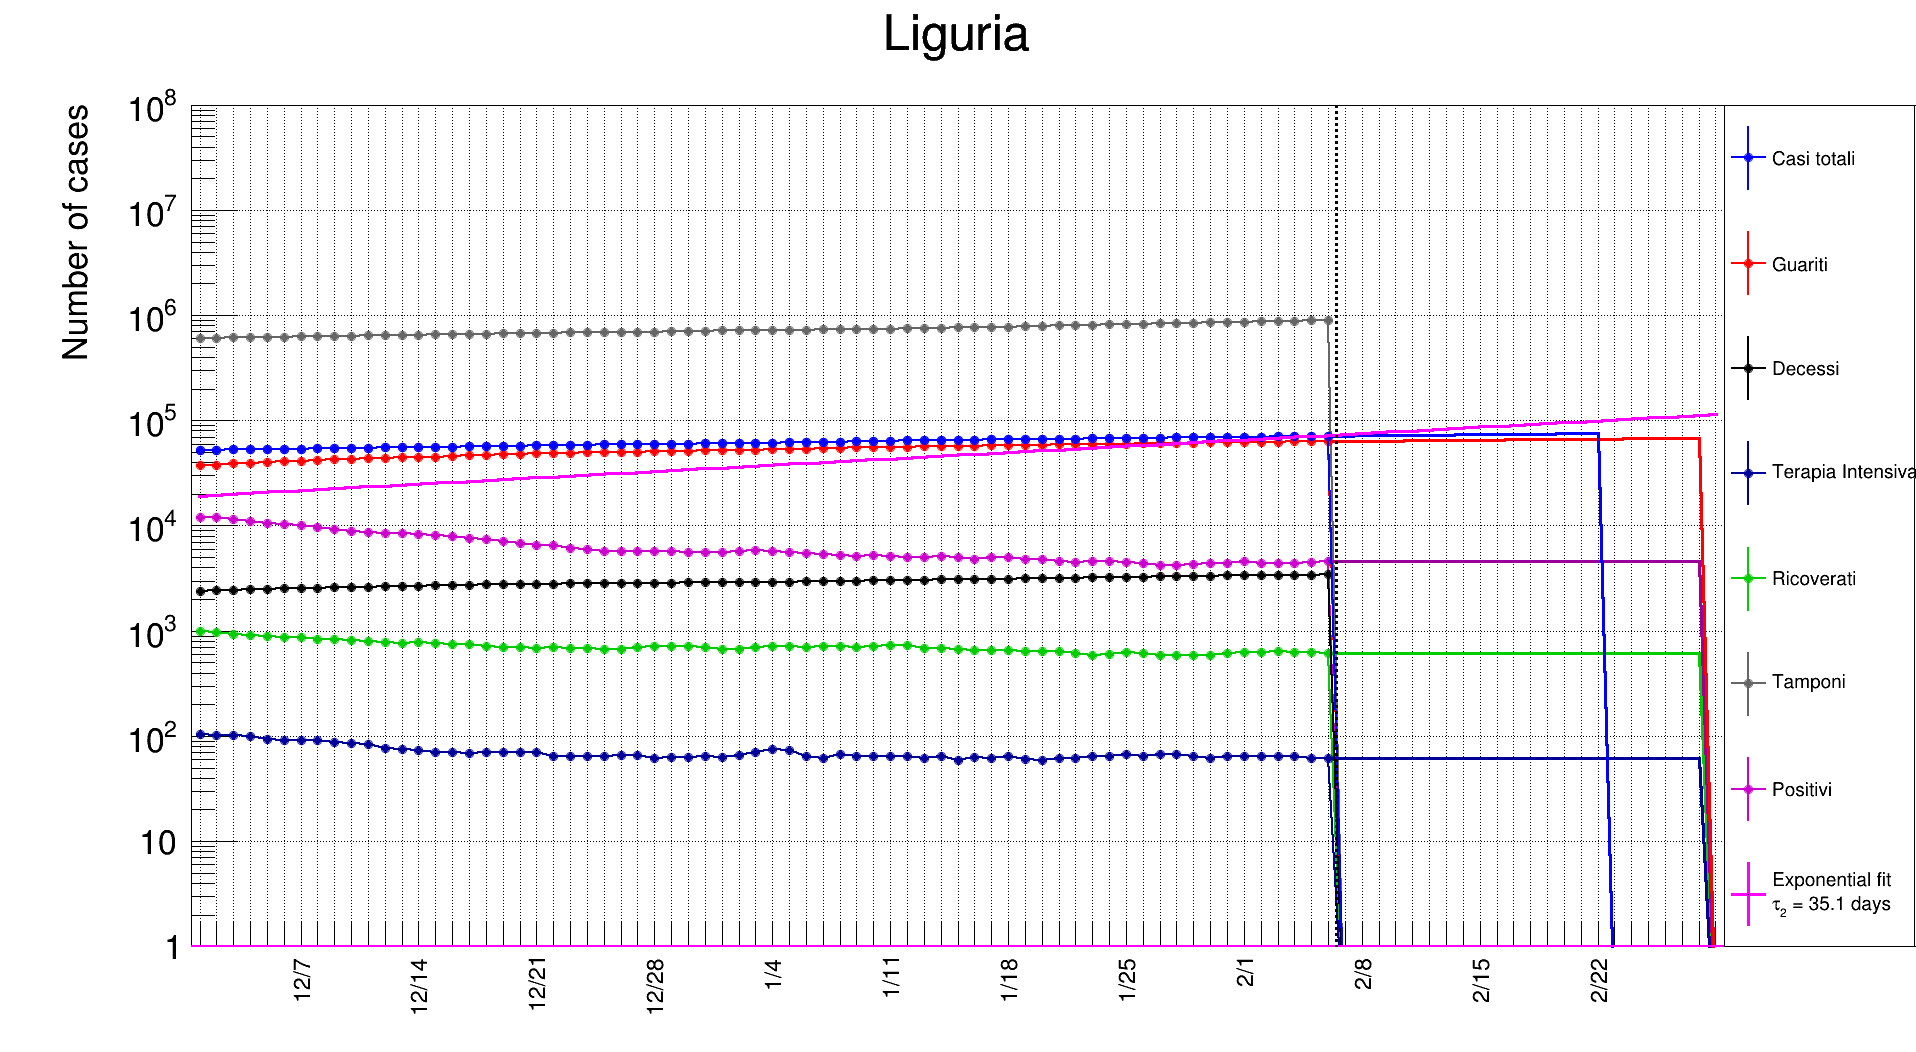 Liguria
Number of cases
10^8
10^7
10^6
10^5
10^4
10^3
10^2
10
1
12/7
12/14
12/21
12/28
1/4
1/11
1/18
1/25
2/1
2/8
2/15
2/22
Casi totali
Guariti
Decessi
Terapia Intensiva
Ricoverati
Tamponi
Positivi
Exponential fit
τ_2 = 35.1 days